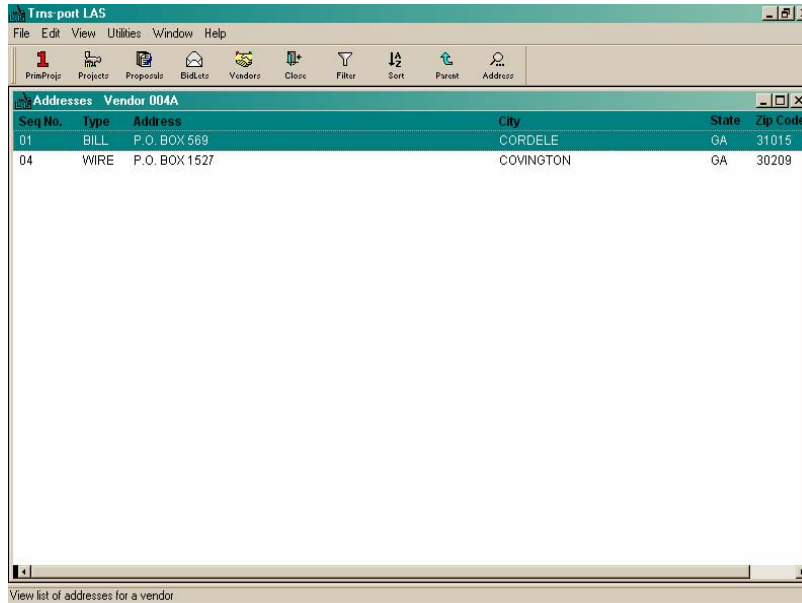 Trns·port LAS
File Edit View Utilities Window Help
1
PrimProjs Projects Proposals BidLets Vendors Close Filter Sort Parent Address
Addresses Vendor 004A
Seq No. Type Address City State Zip Code
01 BILL P.O. BOX 569 CORDELE GA 31015
04 WIRE P.O. BOX 1527 COVINGTON GA 30209
View list of addresses for a vendor